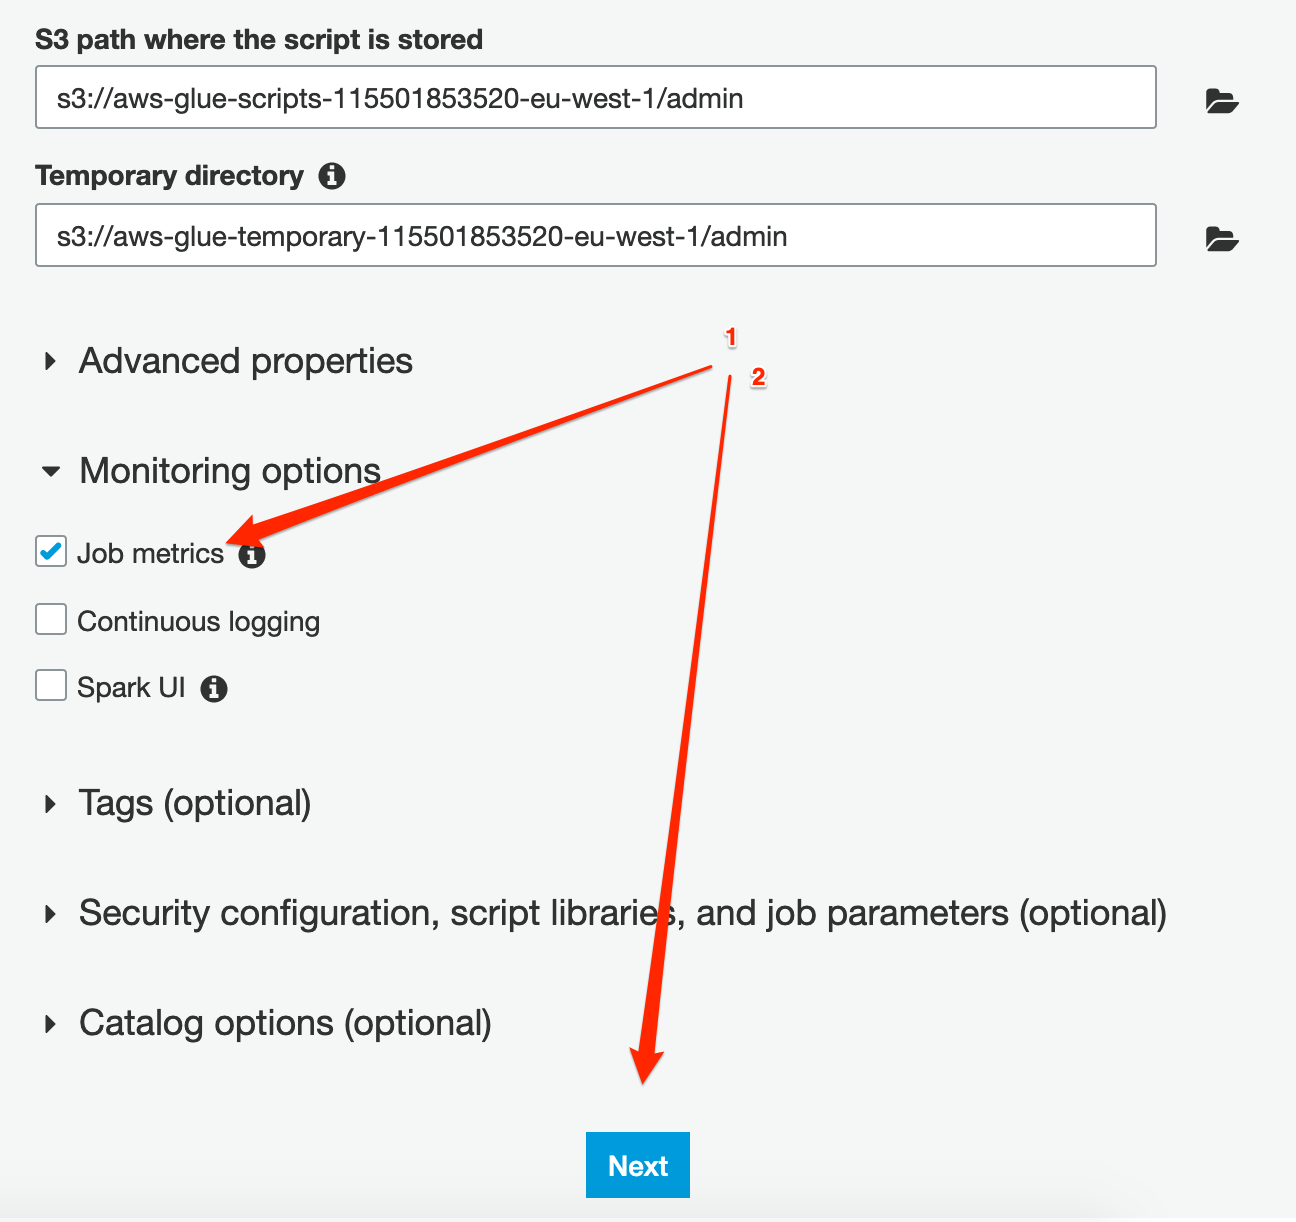 S3 path where the script is stored
s3://aws-glue-scripts-115501853520-eu-west-1/admin
Temporary directory
s3://aws-glue-temporary-115501853520-eu-west-1/admin
1
Advanced properties
2
Monitoring options
Job metrics
Continuous logging
Spark UI
Tags (optional)
Security configuration, script libraries, and job parameters (optional)
Catalog options (optional)
Next